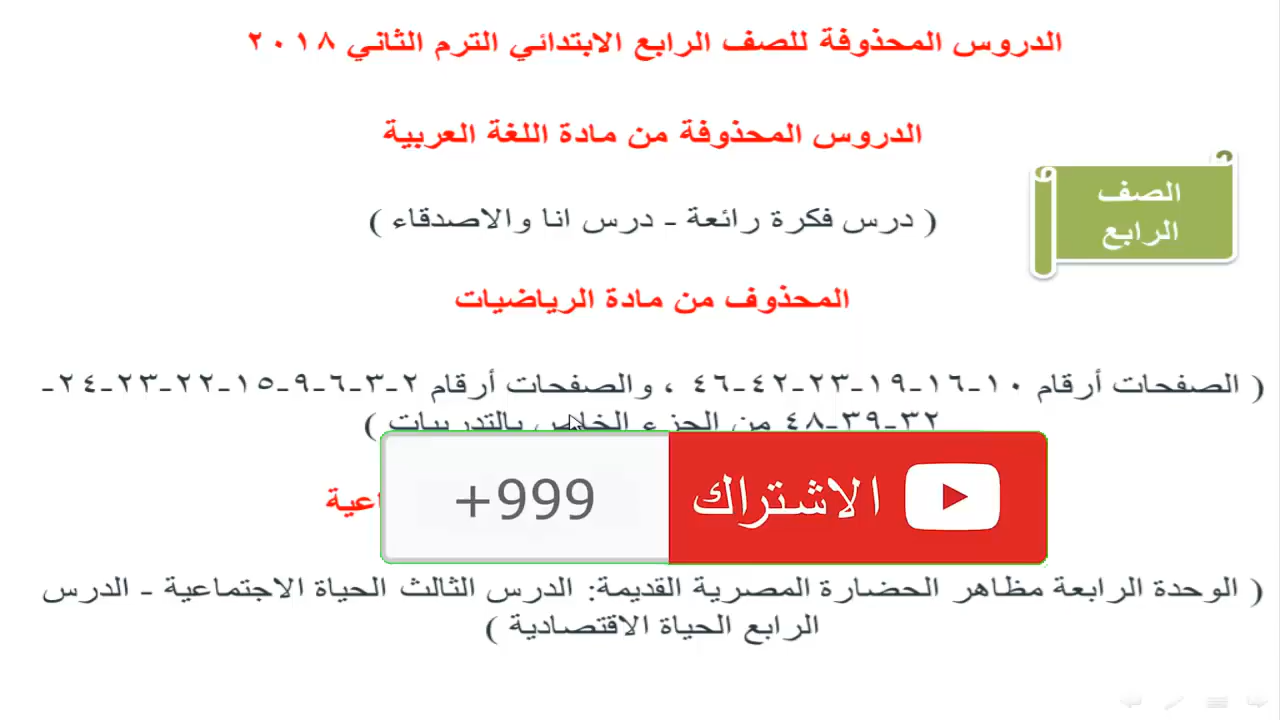 الدروس المحذوفة للصف الرابع الابتدائي الترم الثاني ٢٠١٨
الدروس المحذوفة من مادة اللغة العربية
الصف
الرابع
( درس فكرة رائعة - درس انا والاصدقاء )
المحذوف من مادة الرياضيات
( الصفحات أرقام ١٠-١٦-١٩-٢٣-٤٢-٤٦ ، والصفحات أرقام ٢-٣-٦-٩-١٥-٢٢-٢٣-٢٤-
٣٢-٣٩-٤٨ من الجزء الخاص بالتدريبات )
+999
الاشتراك
( الوحدة الرابعة مظاهر الحضارة المصرية القديمة: الدرس الثالث الحياة الاجتماعية - الدرس
الرابع الحياة الاقتصادية )